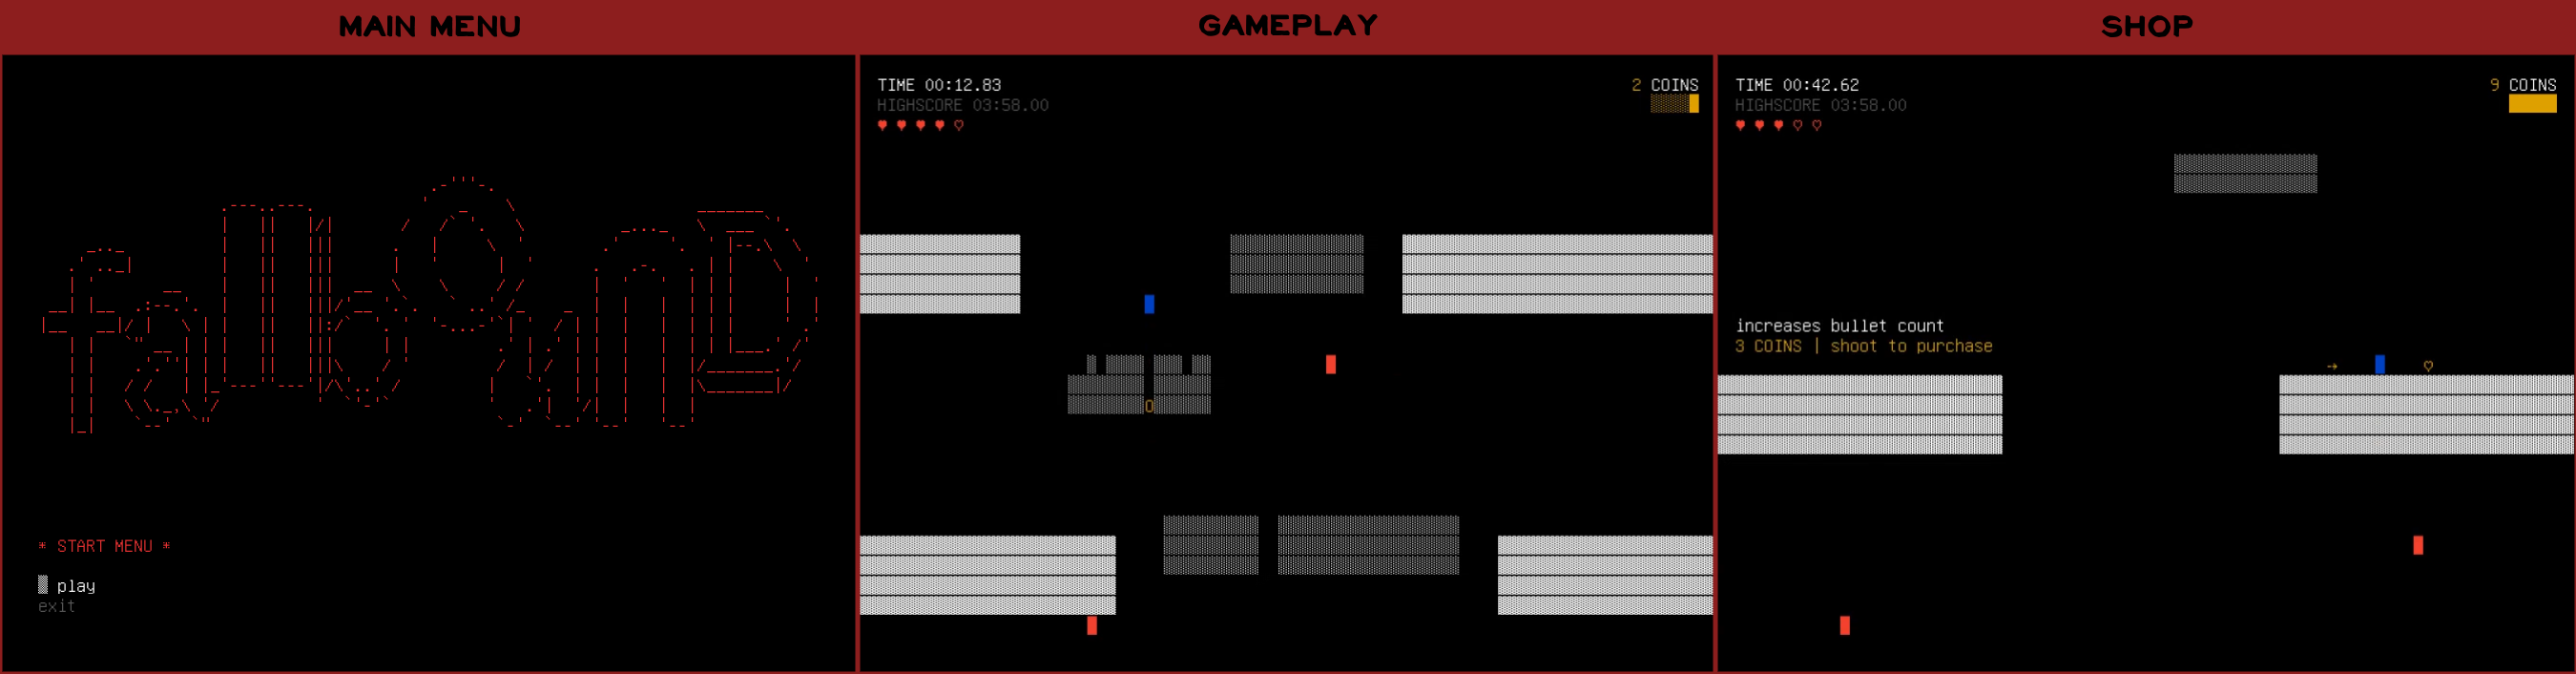 MAIN MENU
fallbounD
* START MENU *
play
exit
GAMEPLAY
TIME 00:12.83
HIGHSCORE 03:58.00
2 COINS
SHOP
TIME 00:42.62
HIGHSCORE 03:58.00
9 COINS
increases bullet count
3 COINS | shoot to purchase